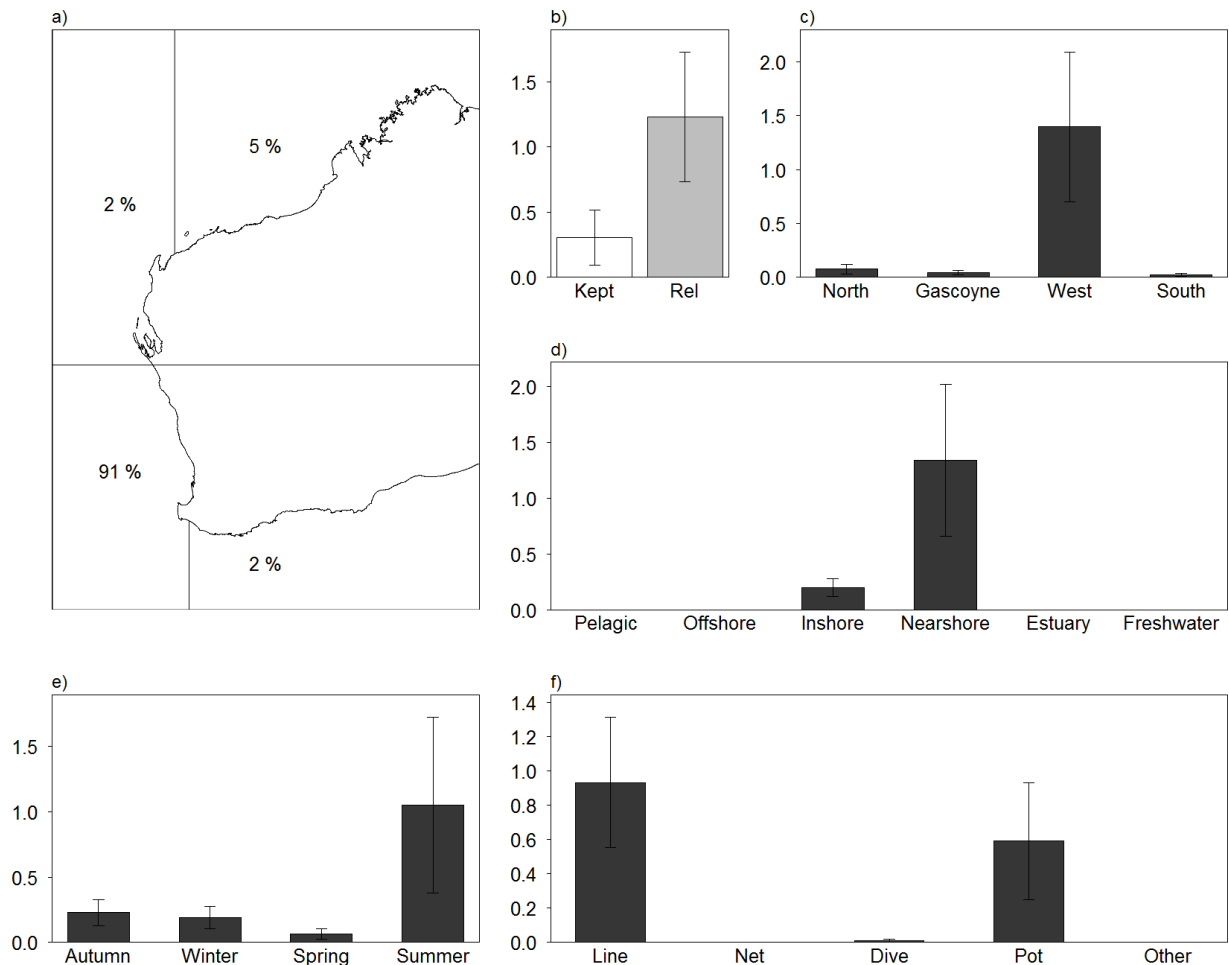 a)
5 %
2 %
91 %
2 %
b)
1.5
1.0
0.5
0.0
Kept Rel
c)
2.0
1.5
1.0
0.5
0.0
North Gascoyne West South
d)
2.0
1.5
1.0
0.5
0.0
Pelagic Offshore Inshore Nearshore Estuary Freshwater
e)
1.5
1.0
0.5
0.0
Autumn Winter Spring Summer
f)
1.4
1.2
1.0
0.8
0.6
0.4
0.2
0.0
Line Net Dive Pot Other